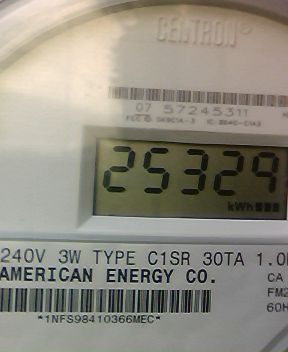 CENTRON®
07 57245311
25329
kWh
240V 3W TYPE C1SR 30TA 1.0
AMERICAN ENERGY CO.
CA
FM2
60H
*1NFS98410366MEC*